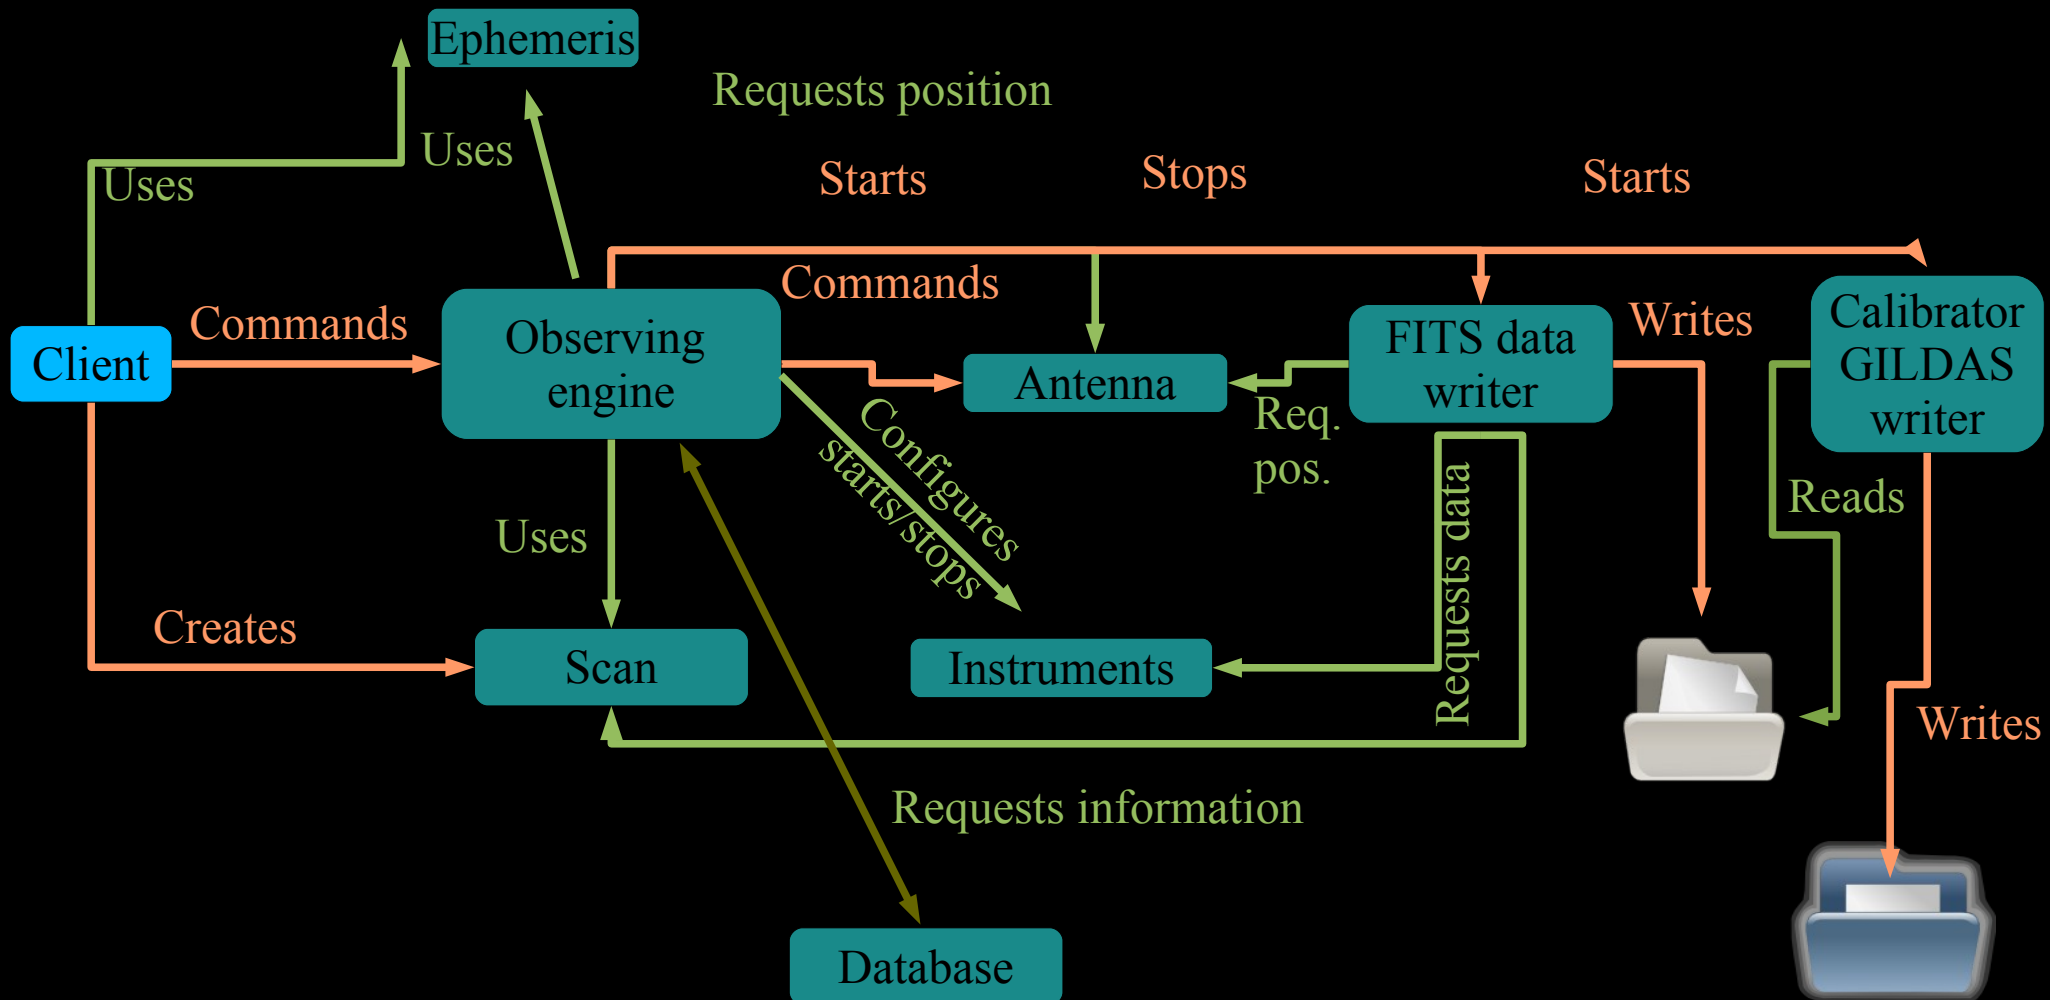 Ephemeris
Requests position
Uses
Uses
Starts
Stops
Starts
Commands
Commands
Client
Observing
engine
Antenna
FITS data
writer
Writes
Calibrator
GILDAS
writer
Configures
starts/stops
Req.
pos.
Requests data
Reads
Uses
Creates
Scan
Instruments
Writes
Requests information
Database